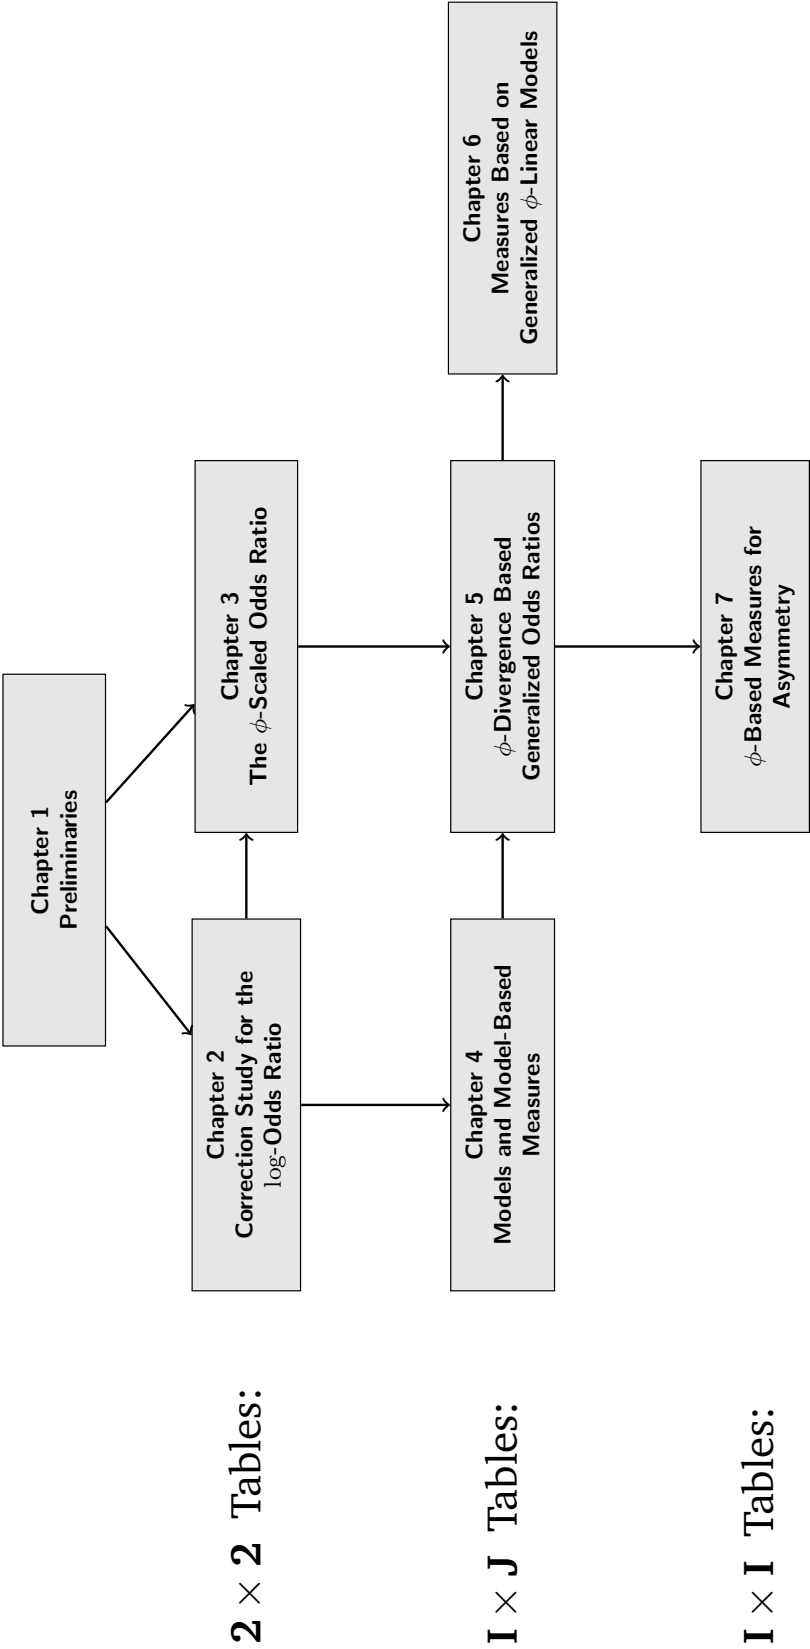 Chapter 1
Preliminaries
2 × 2 Tables:
Chapter 2
Correction Study for the
log-Odds Ratio
Chapter 3
The ϕ-Scaled Odds Ratio
I × J Tables:
Chapter 4
Models and Model-Based
Measures
Chapter 5
ϕ-Divergence Based
Generalized Odds Ratios
Chapter 6
Measures Based on
Generalized ϕ-Linear Models
I × I Tables:
Chapter 7
ϕ-Based Measures for
Asymmetry